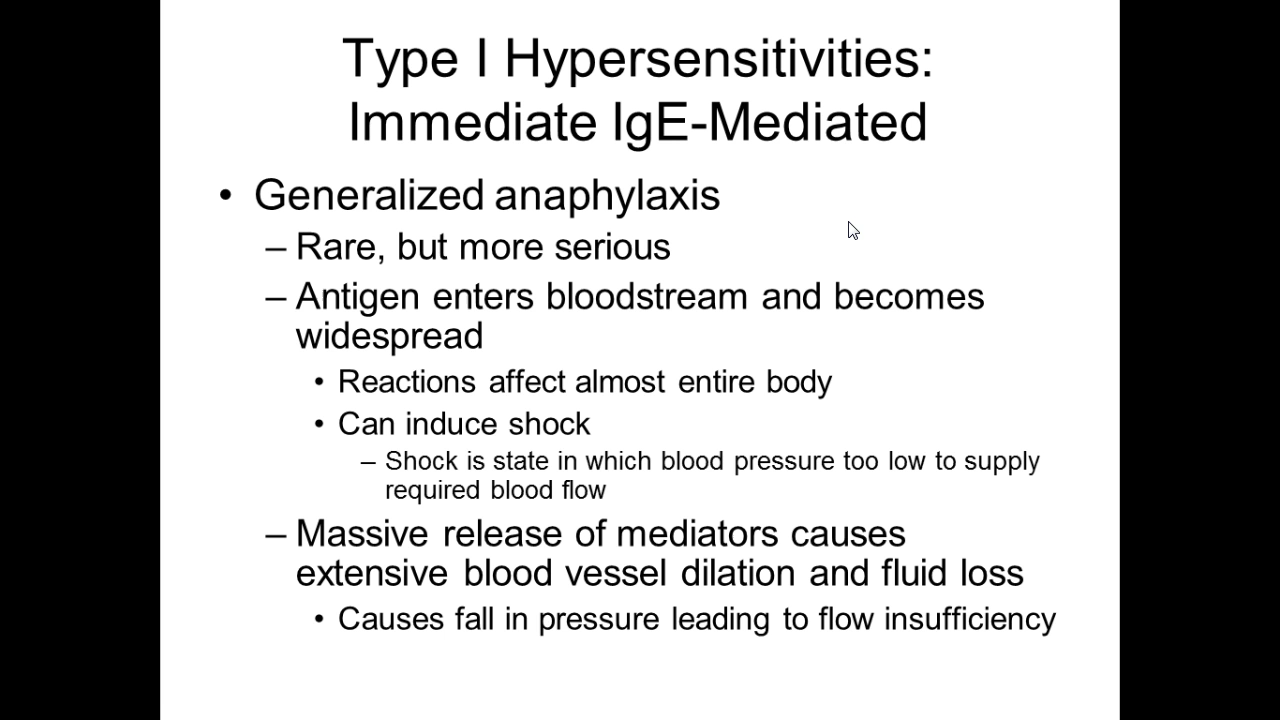 Type I Hypersensitivities:
Immediate IgE-Mediated
• Generalized anaphylaxis
– Rare, but more serious
– Antigen enters bloodstream and becomes
widespread
• Reactions affect almost entire body
• Can induce shock
– Shock is state in which blood pressure too low to supply
required blood flow
– Massive release of mediators causes
extensive blood vessel dilation and fluid loss
• Causes fall in pressure leading to flow insufficiency